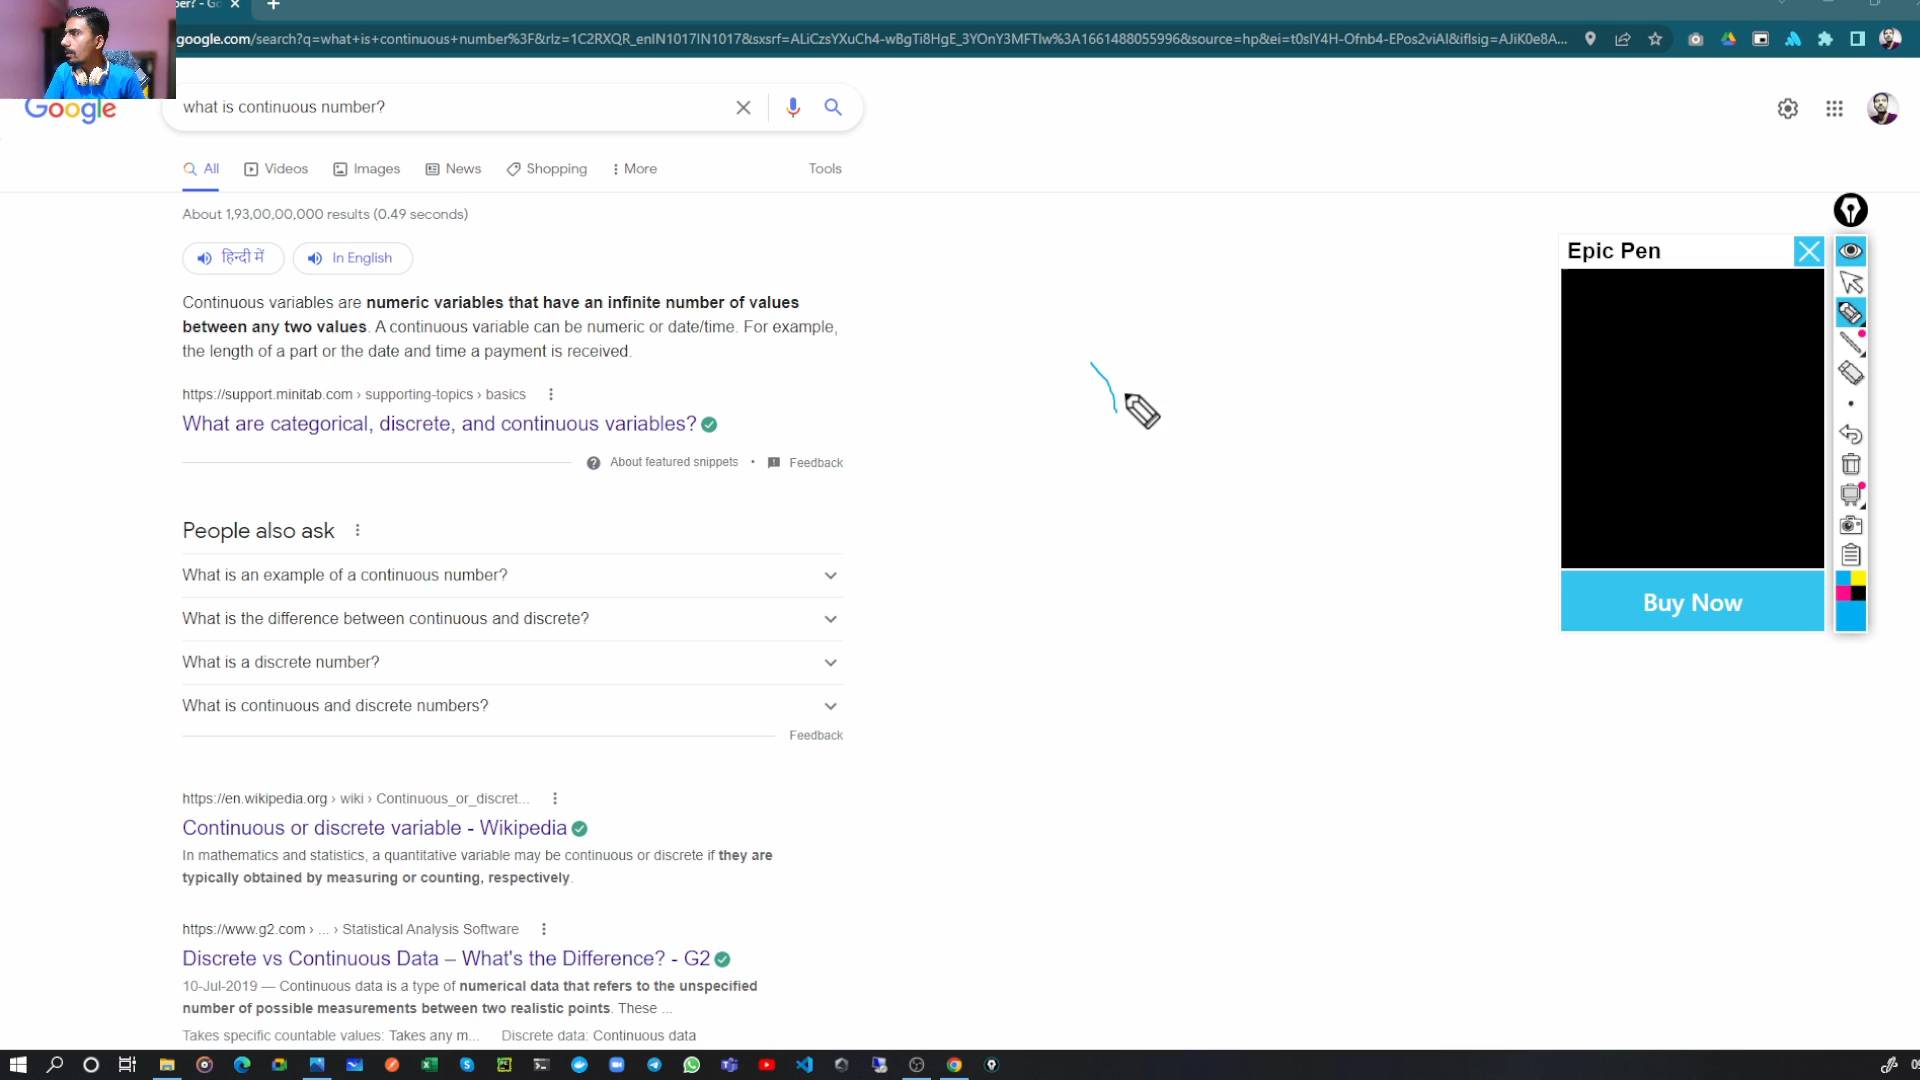 google.com/search?q=what+is+continuous+number%3F&rlz=1C2RXQR_enIN1017IN1017&sxsrf=ALiCzsYXuCh4-wBgTi8HgE_3YOnY3MFTIw%3A1661488055996&source=hp&ei=t0sIY4H-Ofnb4-EPos2viAI&iflsig=AJiK0e8A...
Google
what is continuous number?
All Videos Images News Shopping More Tools
About 1,93,00,00,000 results (0.49 seconds)
हिन्दी में In English
Epic Pen
Continuous variables are numeric variables that have an infinite number of values
between any two values. A continuous variable can be numeric or date/time. For example,
the length of a part or the date and time a payment is received.
https://support.minitab.com › supporting-topics › basics
What are categorical, discrete, and continuous variables?
About featured snippets • Feedback
People also ask
What is an example of a continuous number?
Buy Now
What is the difference between continuous and discrete?
What is a discrete number?
What is continuous and discrete numbers?
Feedback
https://en.wikipedia.org › wiki › Continuous_or_discret...
Continuous or discrete variable - Wikipedia
In mathematics and statistics, a quantitative variable may be continuous or discrete if they are
typically obtained by measuring or counting, respectively.
https://www.g2.com › ... › Statistical Analysis Software
Discrete vs Continuous Data – What's the Difference? - G2
10-Jul-2019 — Continuous data is a type of numerical data that refers to the unspecified
number of possible measurements between two realistic points. These ...
Takes specific countable values: Takes any m... Discrete data: Continuous data